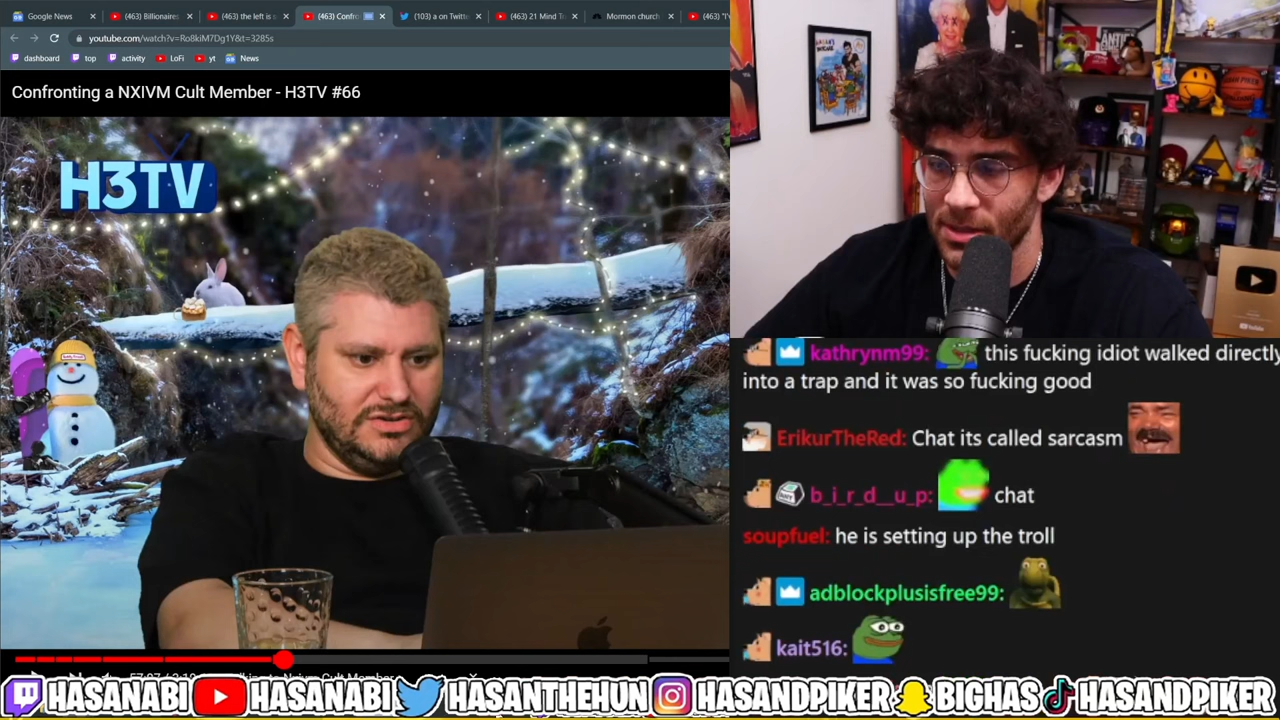 Google News
(463) Billionaires
(463) the left is
(463) Confro
(103) a on Twitte
(463) 21 Mind T
Mormon church
(463) "I'
youtube.com/watch?v=Ro8kiM7Dg1Y&t=3285s
dashboard
top
activity
LoFi
yt
News
Confronting a NXIVM Cult Member - H3TV #66
H3TV
kathrynm99: this fucking idiot walked directly
into a trap and it was so fucking good
ErikurTheRed: Chat its called sarcasm
b_i_r_d__u_p: chat
soupfuel: he is setting up the troll
adblockplusisfree99:
kait516:
HASANABI
HASANABI
HASANTHEHUN
HASANDPIKER
BIGHAS
HASANDPIKER